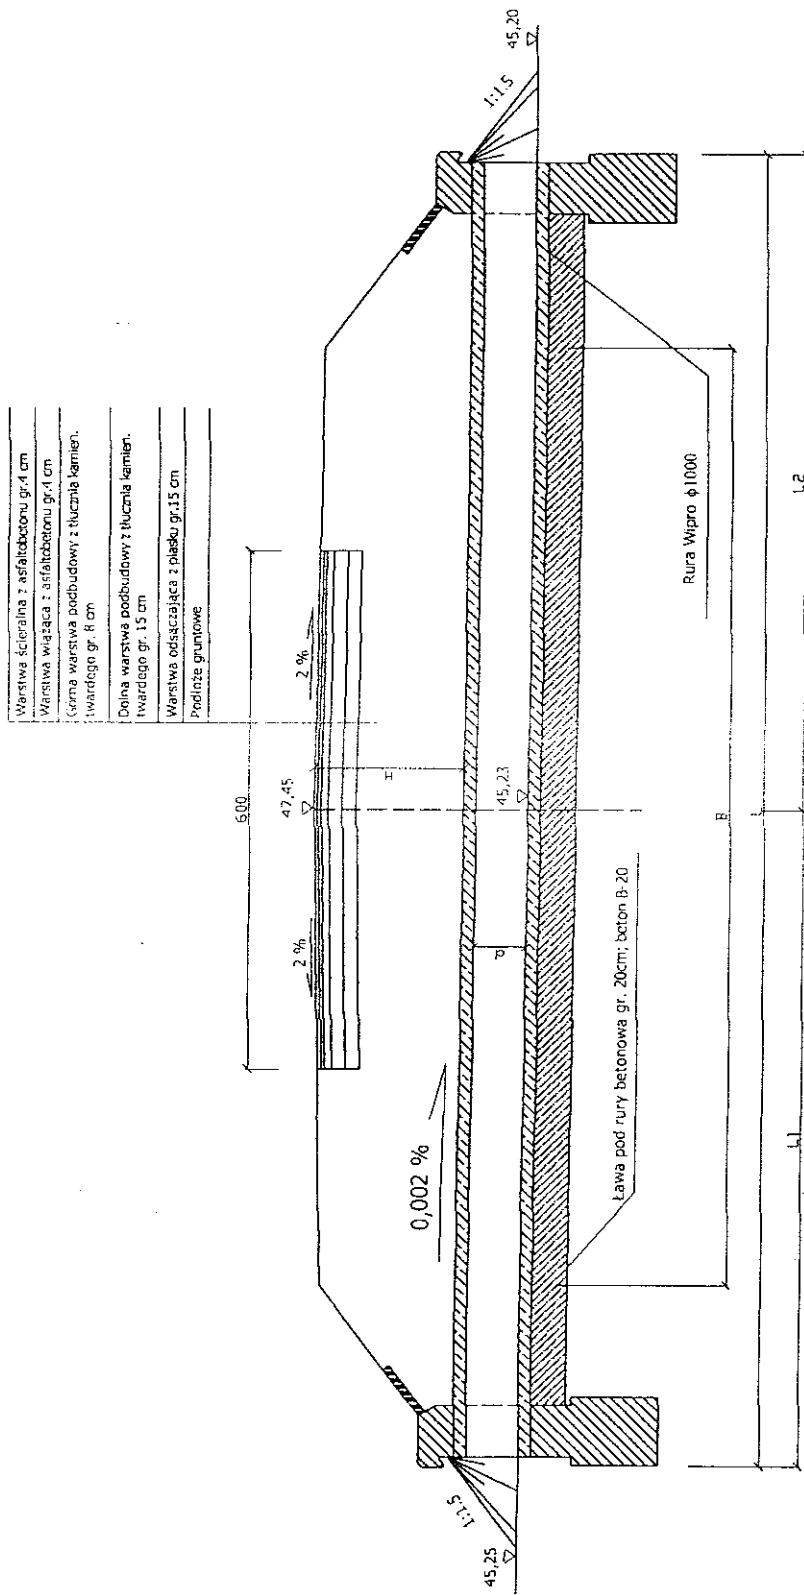 Warstwa ścieralna z asfaltobetonu gr.4 cm
Warstwa wiążąca z asfaltobetonu gr.4 cm
Górna warstwa podbudowy z tłucznia kamien.
twardego gr. 8 cm
Dolna warstwa podbudowy z tłucznia kamien.
twardego gr. 15 cm
Warstwa odsączająca z piasku gr.15 cm
Podłoże gruntowe
600
2 %
2 %
47,45
H
45,23
d
0,002 %
1:1.5
45,25
1:1.5
45,20
Ława pod rury betonowa gr. 20cm; beton B-20
Rura Wipro ϕ1000
B
L1
L2